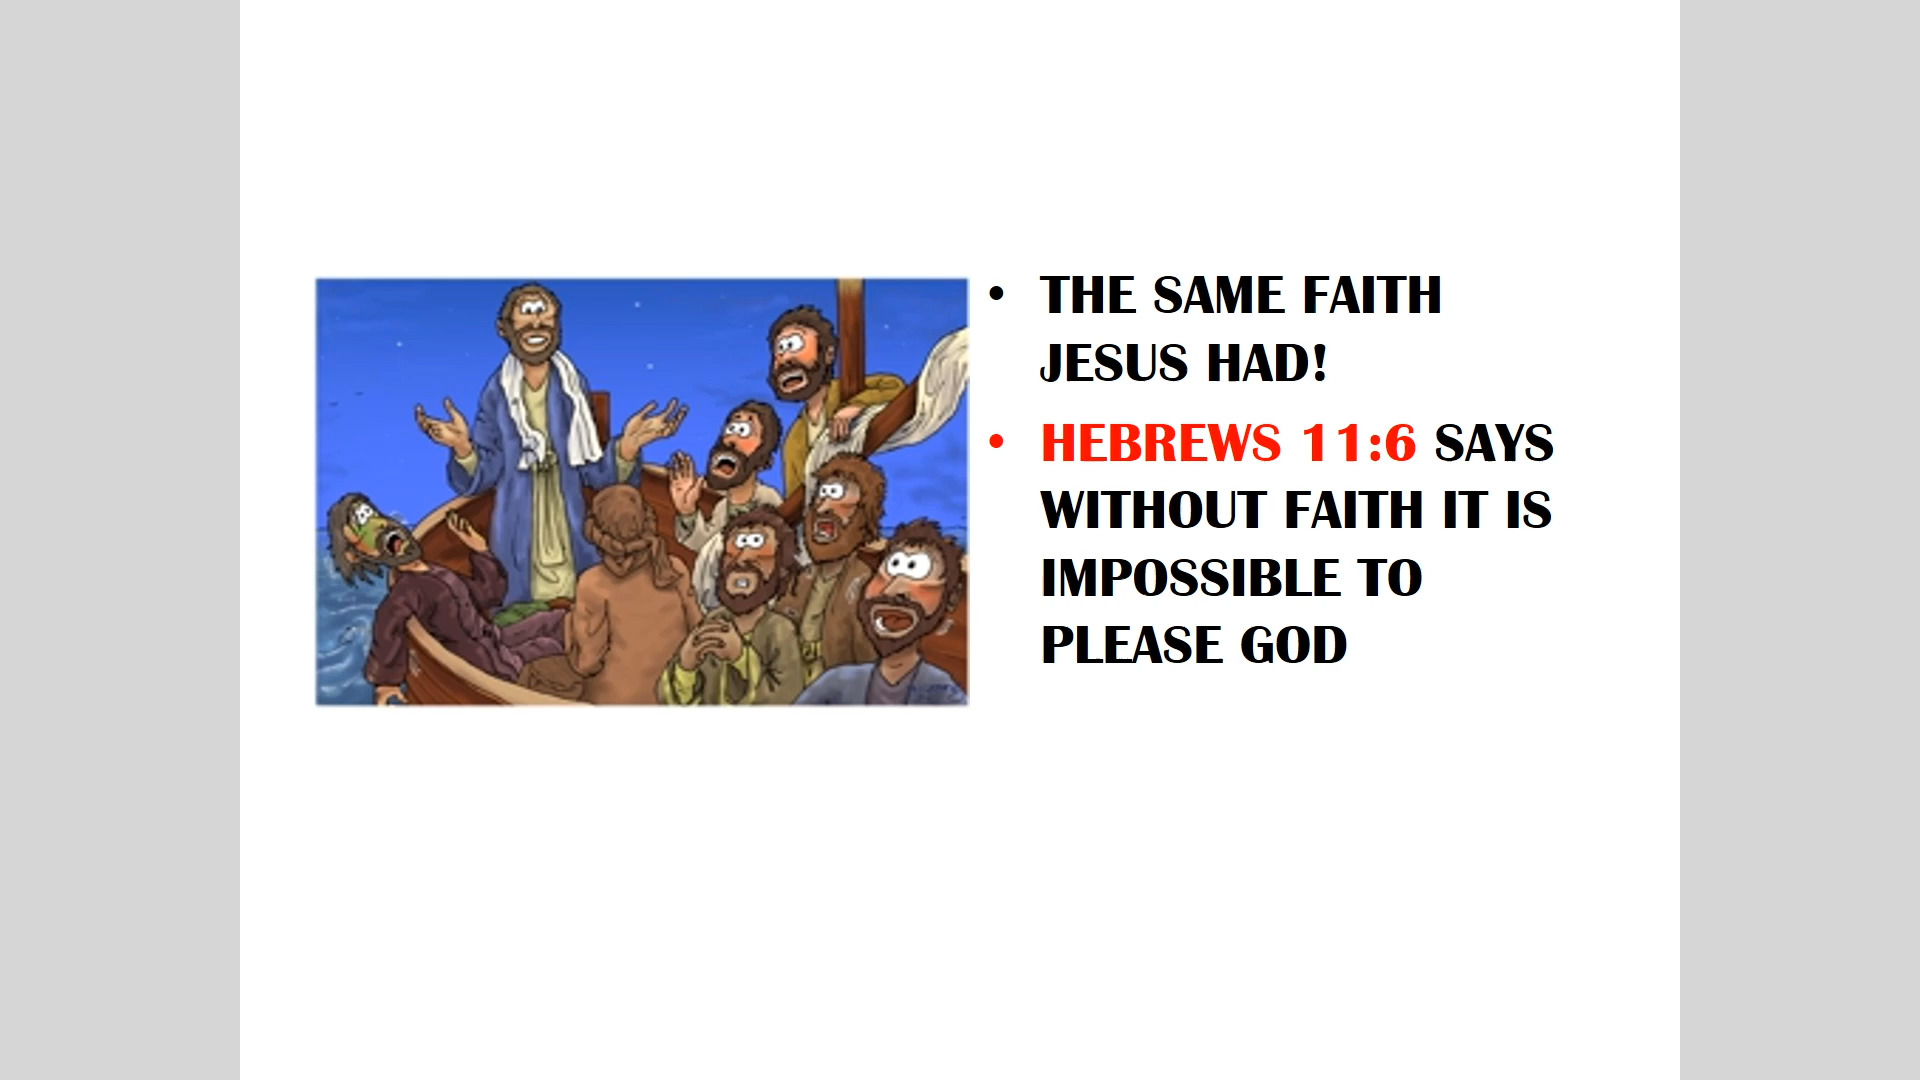 • THE SAME FAITH
JESUS HAD!
• HEBREWS 11:6 SAYS
WITHOUT FAITH IT IS
IMPOSSIBLE TO
PLEASE GOD